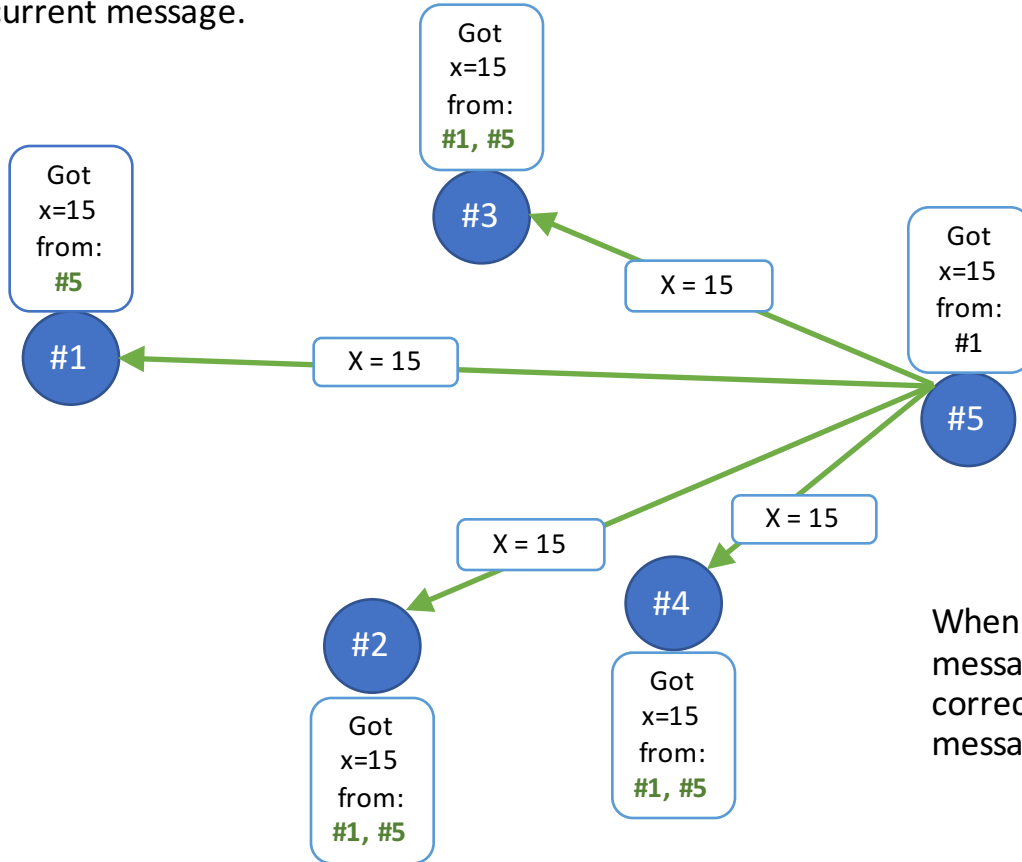 current message.
Got
x=15
from:
#1, #5
#3
Got
x=15
from:
#5
#1
Got
x=15
from:
#1
#5
X = 15
X = 15
X = 15
X = 15
#4
Got
x=15
from:
#1, #5
#2
Got
x=15
from:
#1, #5
When
messa
correc
messa